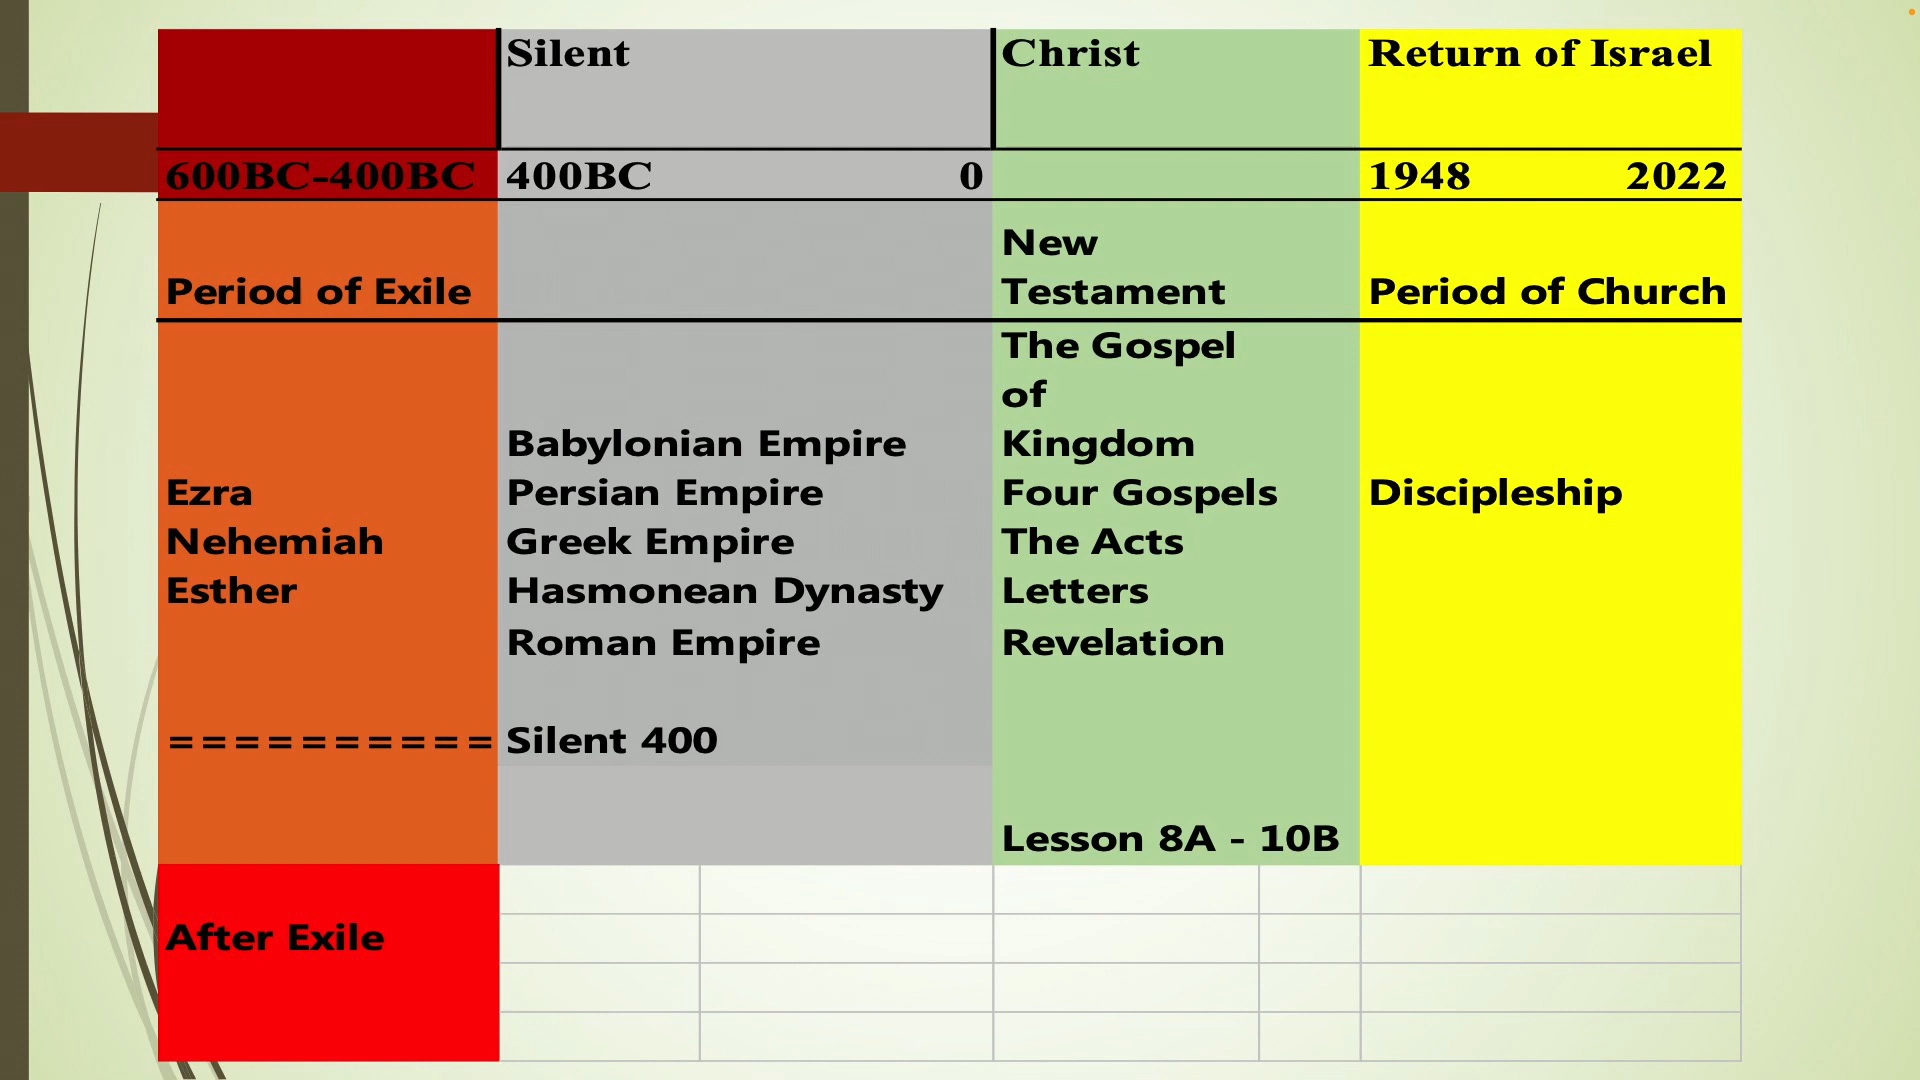 Silent
Christ
Return of Israel
600BC-400BC
400BC 0
1948 2022
Period of Exile
New
Testament
Period of Church
Ezra
Nehemiah
Esther
==========
Babylonian Empire
Persian Empire
Greek Empire
Hasmonean Dynasty
Roman Empire
Silent 400
The Gospel
of
Kingdom
Four Gospels
The Acts
Letters
Revelation
Lesson 8A - 10B
Discipleship
After Exile